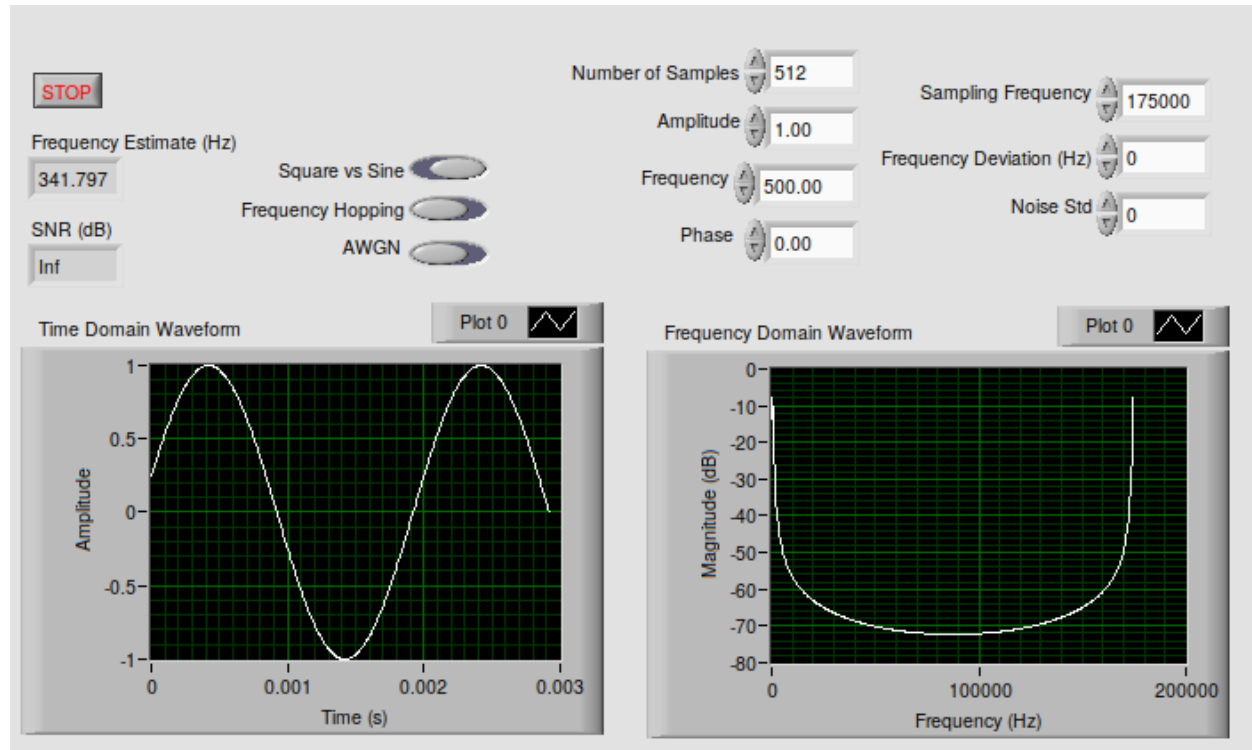 STOP
Frequency Estimate (Hz)
341.797
SNR (dB)
Inf
Square vs Sine
Frequency Hopping
AWGN
Number of Samples 512
Amplitude 1.00
Frequency 500.00
Phase 0.00
Sampling Frequency 175000
Frequency Deviation (Hz) 0
Noise Std 0
Time Domain Waveform
Plot 0
1
0.5
0
-0.5
-1
Amplitude
0 0.001 0.002 0.003
Time (s)
Frequency Domain Waveform
Plot 0
0
-10
-20
-30
-40
-50
-60
-70
-80
Magnitude (dB)
0 100000 200000
Frequency (Hz)